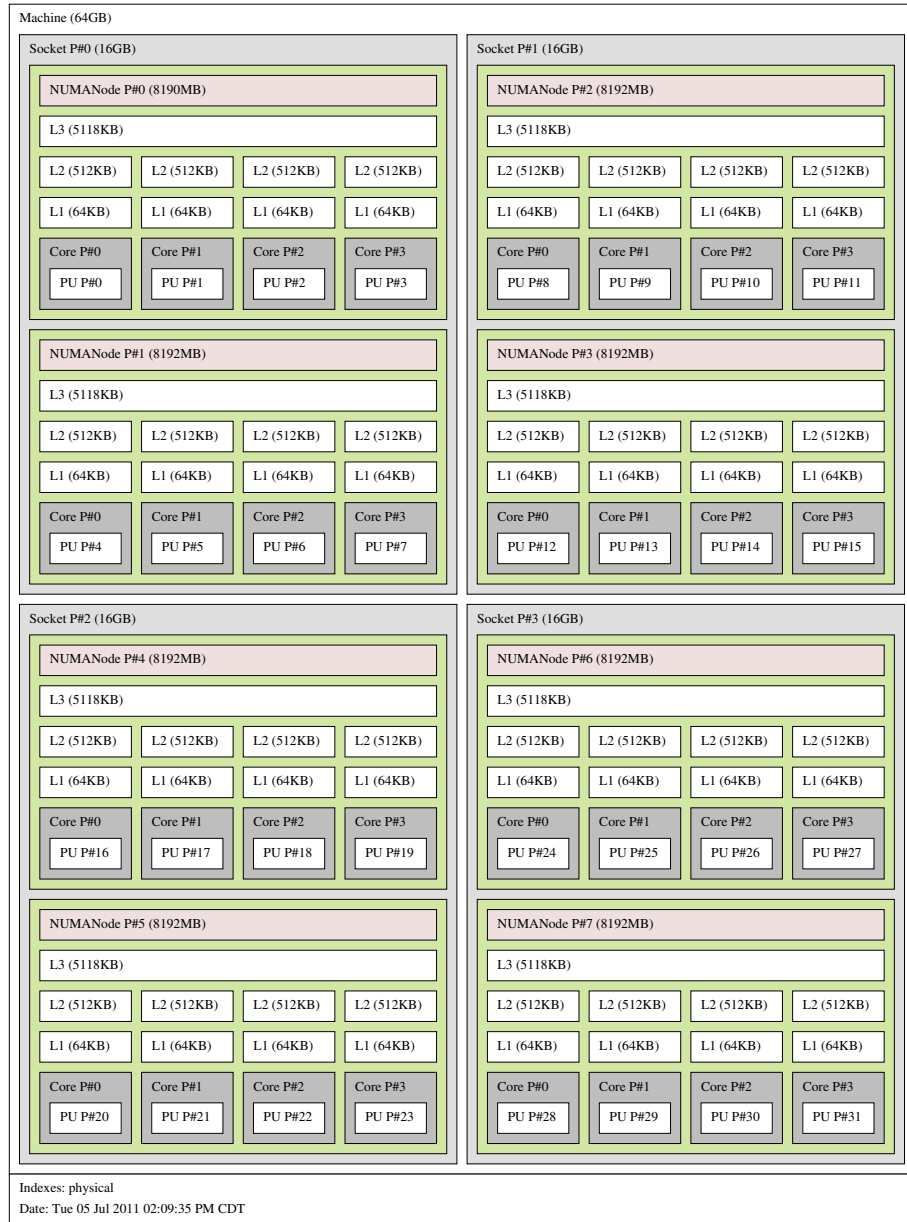 Machine (64GB)
Socket P#0 (16GB)
NUMANode P#0 (8190MB)
L3 (5118KB)
L2 (512KB) L2 (512KB) L2 (512KB) L2 (512KB)
L1 (64KB) L1 (64KB) L1 (64KB) L1 (64KB)
Core P#0 Core P#1 Core P#2 Core P#3
PU P#0 PU P#1 PU P#2 PU P#3
NUMANode P#1 (8192MB)
L3 (5118KB)
L2 (512KB) L2 (512KB) L2 (512KB) L2 (512KB)
L1 (64KB) L1 (64KB) L1 (64KB) L1 (64KB)
Core P#0 Core P#1 Core P#2 Core P#3
PU P#4 PU P#5 PU P#6 PU P#7
Socket P#1 (16GB)
NUMANode P#2 (8192MB)
L3 (5118KB)
L2 (512KB) L2 (512KB) L2 (512KB) L2 (512KB)
L1 (64KB) L1 (64KB) L1 (64KB) L1 (64KB)
Core P#0 Core P#1 Core P#2 Core P#3
PU P#8 PU P#9 PU P#10 PU P#11
NUMANode P#3 (8192MB)
L3 (5118KB)
L2 (512KB) L2 (512KB) L2 (512KB) L2 (512KB)
L1 (64KB) L1 (64KB) L1 (64KB) L1 (64KB)
Core P#0 Core P#1 Core P#2 Core P#3
PU P#12 PU P#13 PU P#14 PU P#15
Socket P#2 (16GB)
NUMANode P#4 (8192MB)
L3 (5118KB)
L2 (512KB) L2 (512KB) L2 (512KB) L2 (512KB)
L1 (64KB) L1 (64KB) L1 (64KB) L1 (64KB)
Core P#0 Core P#1 Core P#2 Core P#3
PU P#16 PU P#17 PU P#18 PU P#19
NUMANode P#5 (8192MB)
L3 (5118KB)
L2 (512KB) L2 (512KB) L2 (512KB) L2 (512KB)
L1 (64KB) L1 (64KB) L1 (64KB) L1 (64KB)
Core P#0 Core P#1 Core P#2 Core P#3
PU P#20 PU P#21 PU P#22 PU P#23
Socket P#3 (16GB)
NUMANode P#6 (8192MB)
L3 (5118KB)
L2 (512KB) L2 (512KB) L2 (512KB) L2 (512KB)
L1 (64KB) L1 (64KB) L1 (64KB) L1 (64KB)
Core P#0 Core P#1 Core P#2 Core P#3
PU P#24 PU P#25 PU P#26 PU P#27
NUMANode P#7 (8192MB)
L3 (5118KB)
L2 (512KB) L2 (512KB) L2 (512KB) L2 (512KB)
L1 (64KB) L1 (64KB) L1 (64KB) L1 (64KB)
Core P#0 Core P#1 Core P#2 Core P#3
PU P#28 PU P#29 PU P#30 PU P#31
Indexes: physical
Date: Tue 05 Jul 2011 02:09:35 PM CDT